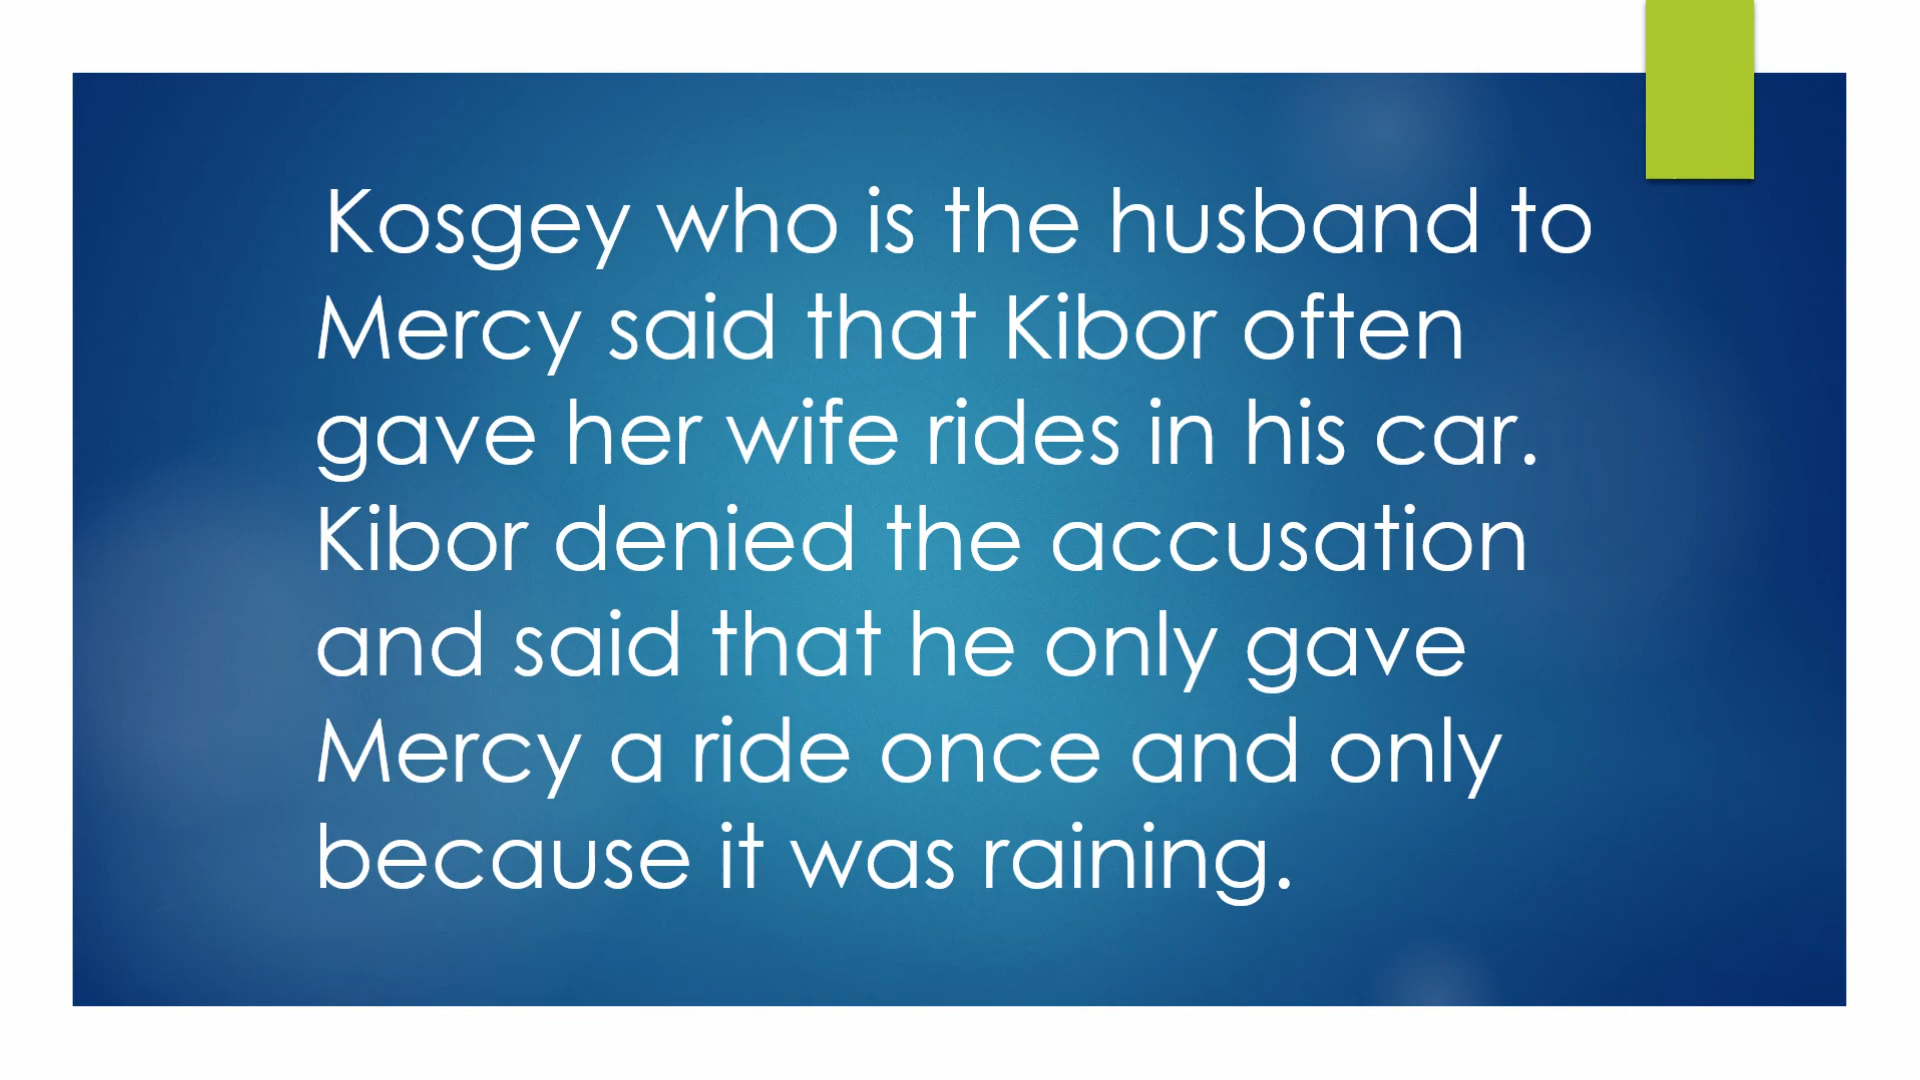 Kosgey who is the husband to
Mercy said that Kibor often
gave her wife rides in his car.
Kibor denied the accusation
and said that he only gave
Mercy a ride once and only
because it was raining.